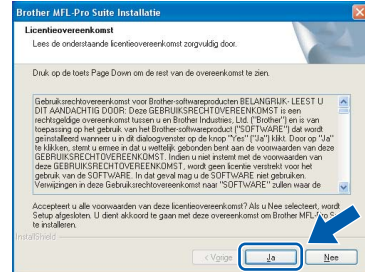 Brother MFL-Pro Suite Installatie
Licentieovereenkomst
Lees de onderstaande licentieovereenkomst zorgvuldig door.
Druk op de toets Page Down om de rest van de overeenkomst te zien.
Gebruiksrechtovereenkomst voor Brother-softwareproducten BELANGRIJK- LEEST U
DIT AANDACHTIG DOOR: Deze GEBRUIKSRECHTOVEREENKOMST is een
rechtsgeldige overeenkomst tussen u en Brother Industries, Ltd. ("Brother") en is van
toepassing op het gebruik van het Brother-softwareproduct ("SOFTWARE") dat wordt
geïnstalleerd wanneer u in dit dialoogvenster op de knop "Yes" ("Ja") klikt. Door op "Ja"
te klikken, stemt u ermee in dat u wettelijk gebonden bent aan de voorwaarden van deze
GEBRUIKSRECHTOVEREENKOMST. Indien u niet instemt met de voorwaarden van
deze GEBRUIKSRECHTOVEREENKOMST, wordt geen licentie verstrekt voor het
gebruik van de SOFTWARE. In dat geval mag u de SOFTWARE niet gebruiken.
Verwijzingen in deze Gebruiksrechtovereenkomst naar "SOFTWARE" zullen waar de
Accepteert u alle voorwaarden van deze licentieovereenkomst? Als u Nee selecteert, wordt
Setup afgesloten. U dient akkoord te gaan met deze overeenkomst om Brother MFL-Pro
te installeren.
InstallShield
< Vorige Ja Nee